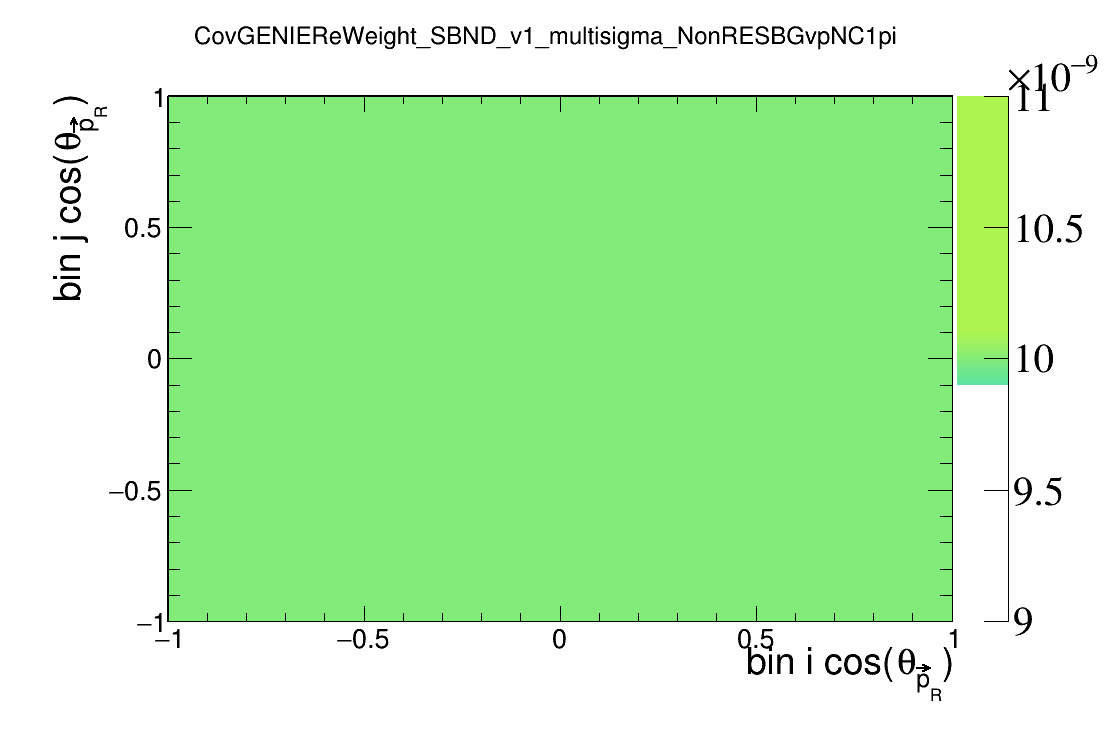 CovGENIEReWeight_SBND_v1_multisigma_NonRESBGvpNC1pi
×10⁻⁹
bin j cos(θ_p⃗_R)
1
0.5
0
−0.5
−1
11
10.5
10
9.5
9
−1 −0.5 0 0.5 1
bin i cos(θ_p⃗_R)